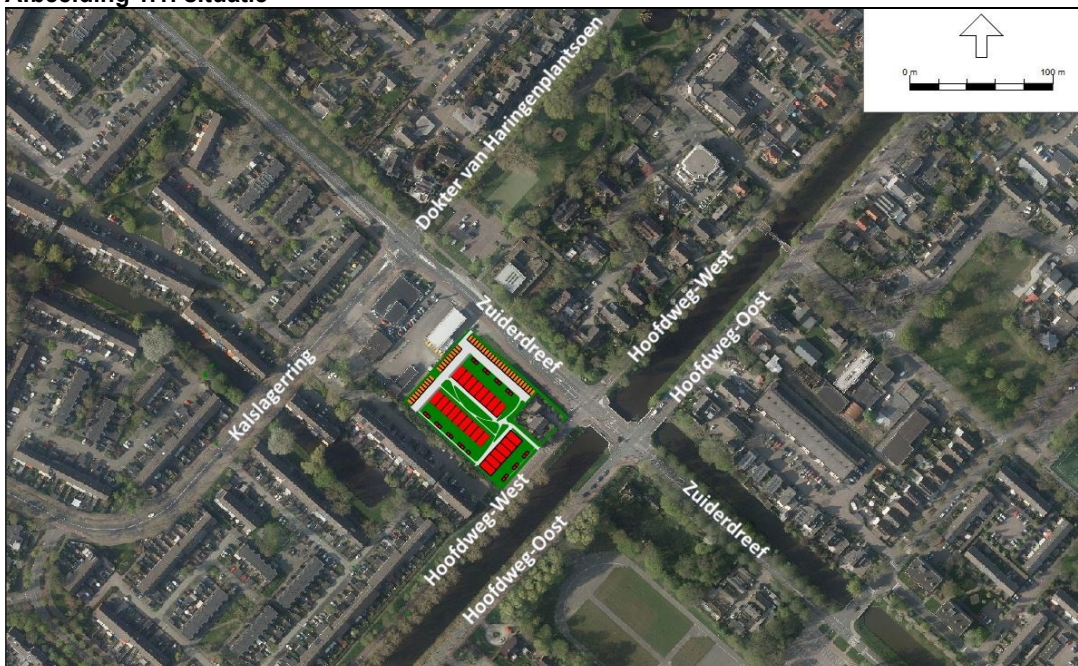 Afbeelding 1.1: situatie
0 m 100 m
Dokter van Haringenplantsoen
Zuiderdreef
Hoofdweg-West
Hoofdweg-Oost
Kalslagerring
Hoofdweg-West
Hoofdweg-Oost
Zuiderdreef